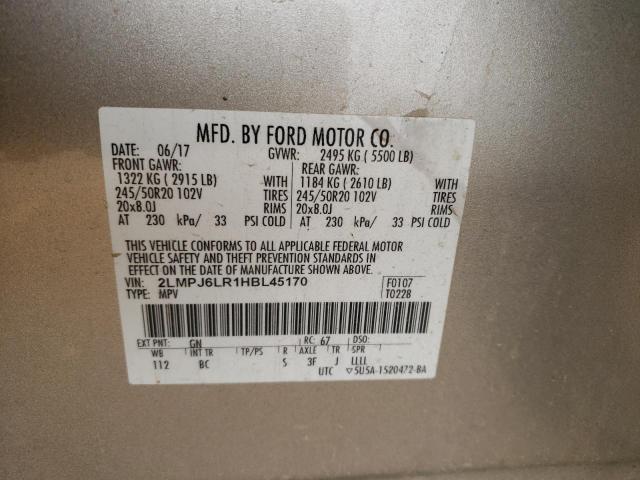 MFD. BY FORD MOTOR CO.
DATE: 06/17 GVWR: 2495 KG ( 5500 LB)
FRONT GAWR: REAR GAWR:
1322 KG ( 2915 LB) WITH 1184 KG ( 2610 LB) WITH
245/50R20 102V TIRES 245/50R20 102V TIRES
20x8.0J RIMS 20x8.0J RIMS
AT 230 kPa/ 33 PSI COLD AT 230 kPa/ 33 PSI COLD
THIS VEHICLE CONFORMS TO ALL APPLICABLE FEDERAL MOTOR
VEHICLE SAFETY AND THEFT PREVENTION STANDARDS IN
EFFECT ON THE DATE OF MANUFACTURE SHOWN ABOVE.
VIN: 2LMPJ6LR1HBL45170 F0107
TYPE: MPV T0228
EXT PNT: GN RC: 67 DSO:
WB INT TR TP/PS R AXLE TR SPR
112 BC S 3F J LLLL
UTC ▽5U5A-1520472-BA